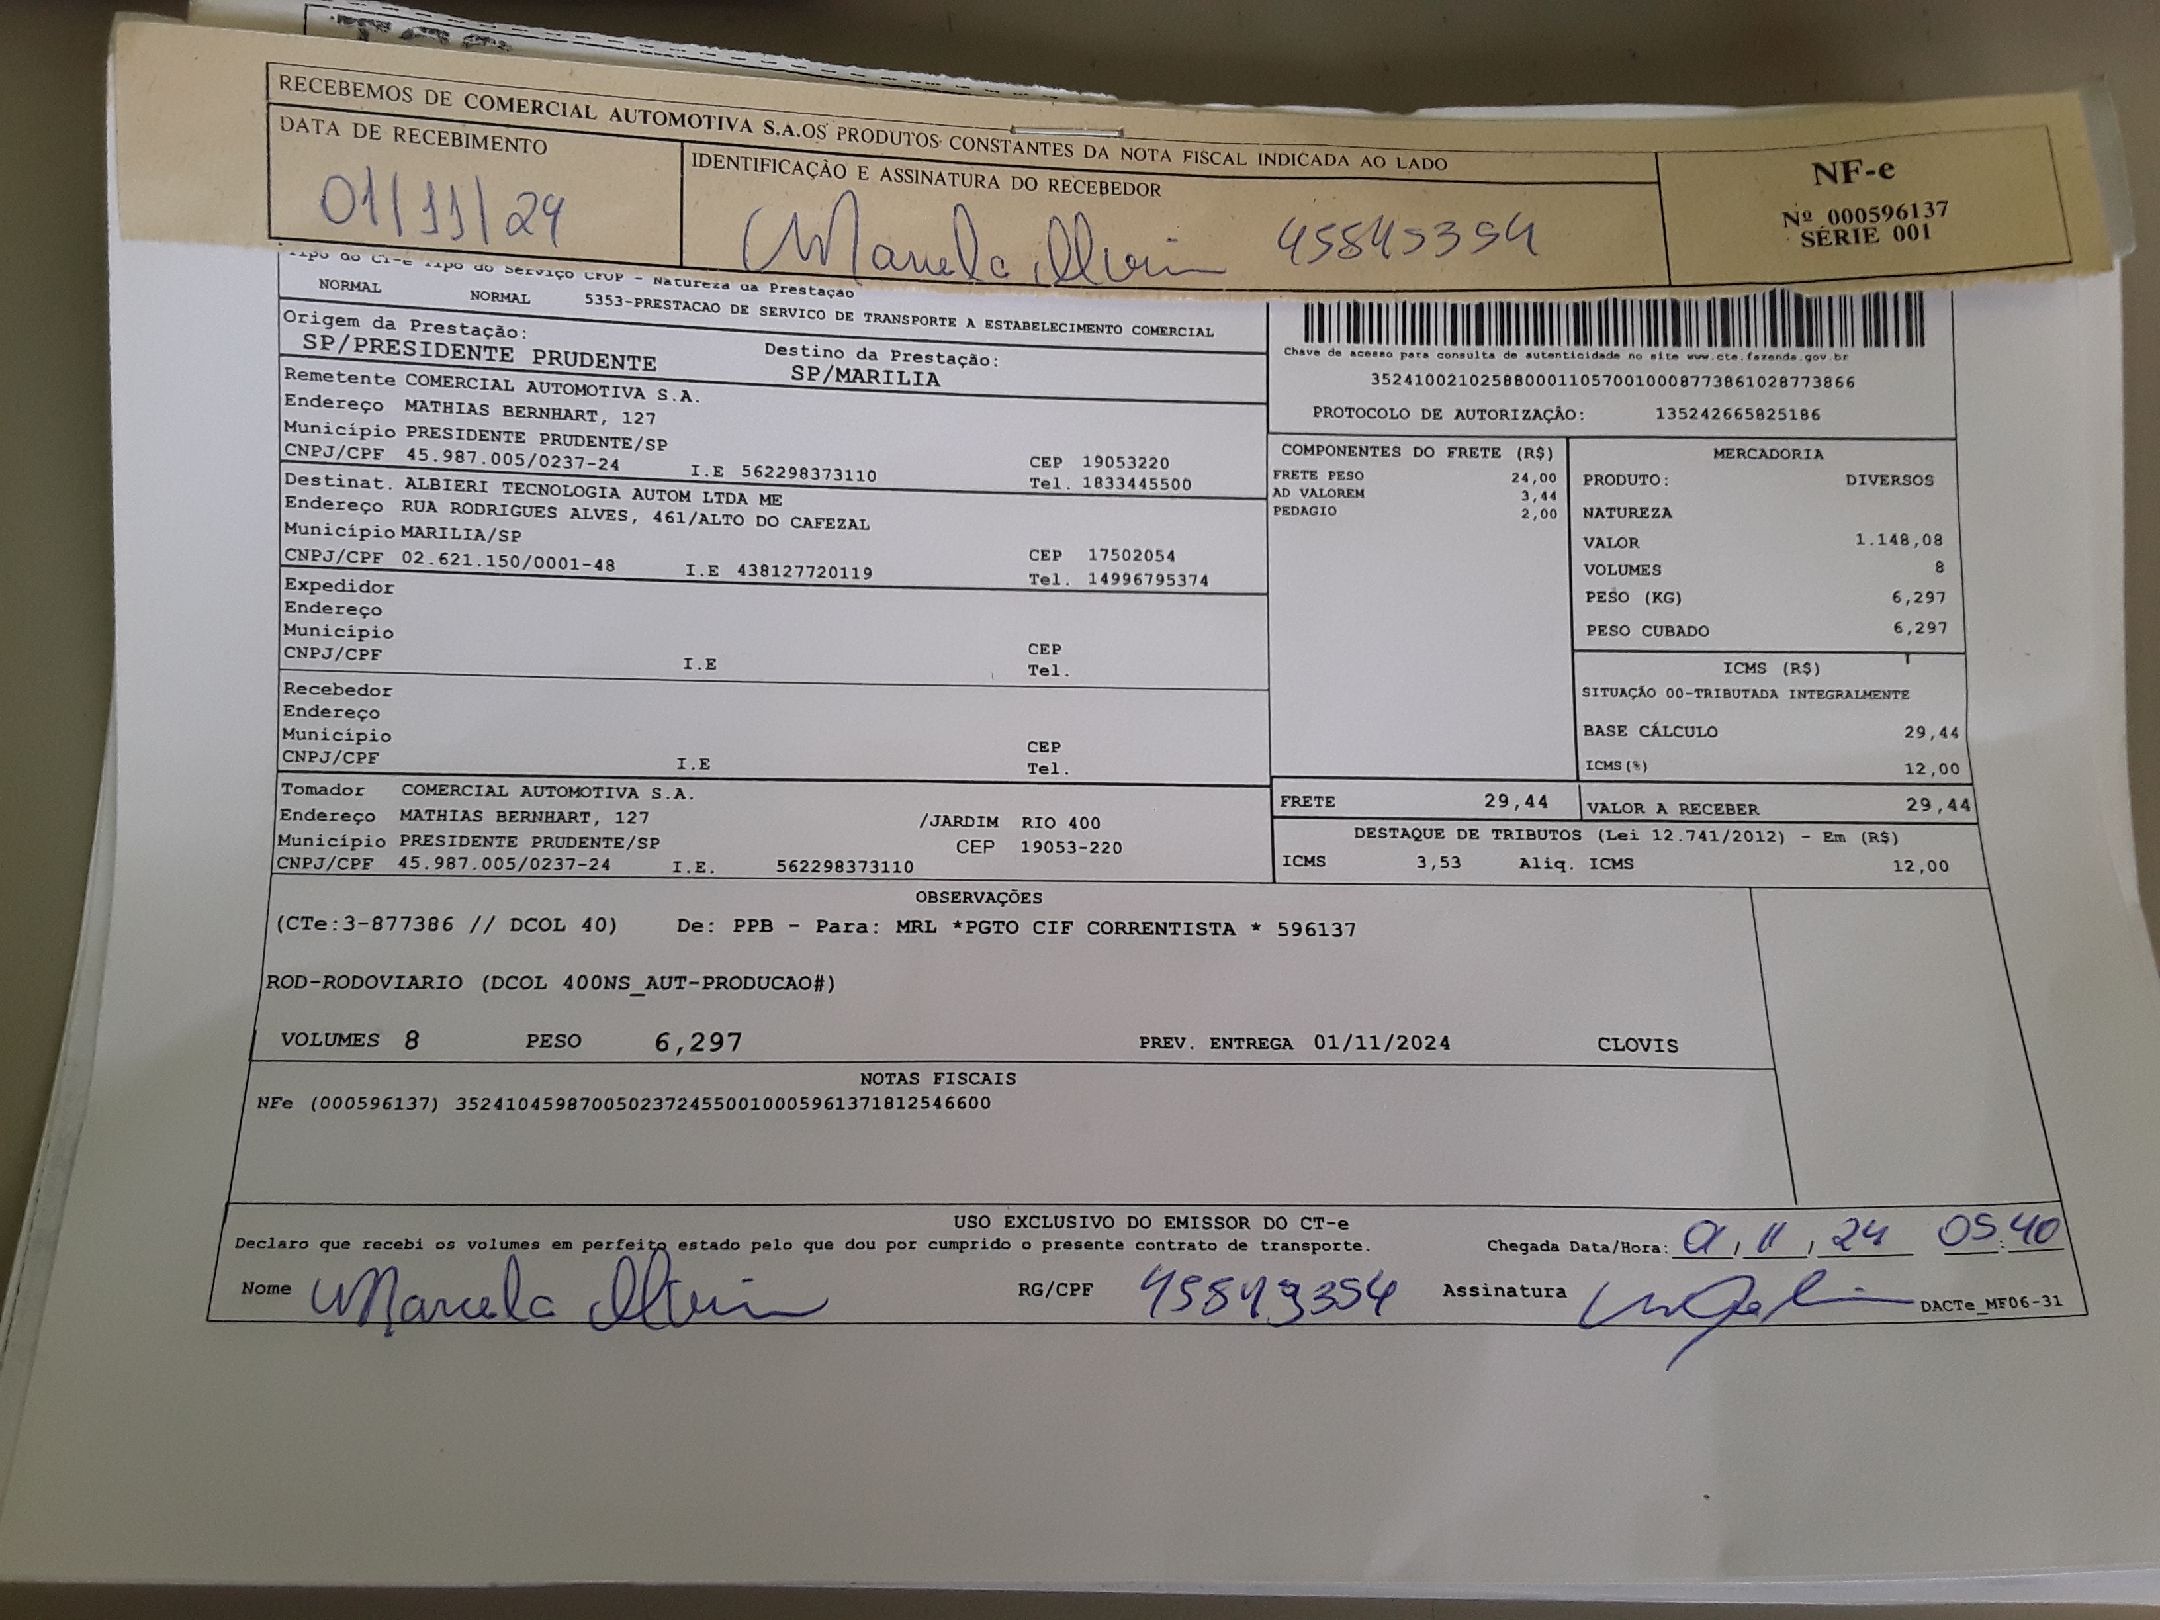 RECEBEMOS DE COMERCIAL AUTOMOTIVA S.A.OS PRODUTOS CONSTANTES DA NOTA FISCAL INDICADA AO LADO
DATA DE RECEBIMENTO
01/11/24
IDENTIFICAÇÃO E ASSINATURA DO RECEBEDOR
Marcela 45845354
NF-e
Nº 000596137
SÉRIE 001
Tipo do CT-e Tipo do Serviço CFOP - Natureza da Prestação
NORMAL NORMAL 5353-PRESTACAO DE SERVICO DE TRANSPORTE A ESTABELECIMENTO COMERCIAL
Origem da Prestação: Destino da Prestação:
SP/PRESIDENTE PRUDENTE SP/MARILIA
Remetente COMERCIAL AUTOMOTIVA S.A.
Endereço MATHIAS BERNHART, 127
Município PRESIDENTE PRUDENTE/SP CEP 19053220
CNPJ/CPF 45.987.005/0237-24 I.E 562298373110 Tel. 1833445500
Destinat. ALBIERI TECNOLOGIA AUTOM LTDA ME
Endereço RUA RODRIGUES ALVES, 461/ALTO DO CAFEZAL
Município MARILIA/SP CEP 17502054
CNPJ/CPF 02.621.150/0001-48 I.E 438127720119 Tel. 14996795374
Expedidor
Endereço
Município CEP
CNPJ/CPF I.E Tel.
Recebedor
Endereço
Município CEP
CNPJ/CPF I.E Tel.
Tomador COMERCIAL AUTOMOTIVA S.A.
Endereço MATHIAS BERNHART, 127 /JARDIM RIO 400
Município PRESIDENTE PRUDENTE/SP CEP 19053-220
CNPJ/CPF 45.987.005/0237-24 I.E. 562298373110
Chave de acesso para consulta de autenticidade no site www.cte.fazenda.gov.br
35241002102588000110570010008773861028773866
PROTOCOLO DE AUTORIZAÇÃO: 135242665825186
COMPONENTES DO FRETE (R$)
FRETE PESO 24,00
AD VALOREM 3,44
PEDAGIO 2,00
MERCADORIA
PRODUTO: DIVERSOS
NATUREZA
VALOR 1.148,08
VOLUMES 8
PESO (KG) 6,297
PESO CUBADO 6,297
ICMS (R$)
SITUAÇÃO 00-TRIBUTADA INTEGRALMENTE
BASE CÁLCULO 29,44
ICMS(%) 12,00
FRETE 29,44 VALOR A RECEBER 29,44
DESTAQUE DE TRIBUTOS (Lei 12.741/2012) - Em (R$)
ICMS 3,53 Aliq. ICMS 12,00
OBSERVAÇÕES
(CTe:3-877386 // DCOL 40) De: PPB - Para: MRL *PGTO CIF CORRENTISTA * 596137
ROD-RODOVIARIO (DCOL 400NS_AUT-PRODUCAO#)
VOLUMES 8 PESO 6,297 PREV. ENTREGA 01/11/2024 CLOVIS
NOTAS FISCAIS
NFe (000596137) 35241045987005023724550010005961371812546600
USO EXCLUSIVO DO EMISSOR DO CT-e
Declaro que recebi os volumes em perfeito estado pelo que dou por cumprido o presente contrato de transporte. Chegada Data/Hora: 01, 11, 24 05:40
Nome Marcela RG/CPF 45845354 Assinatura
DACTe_MF06-31